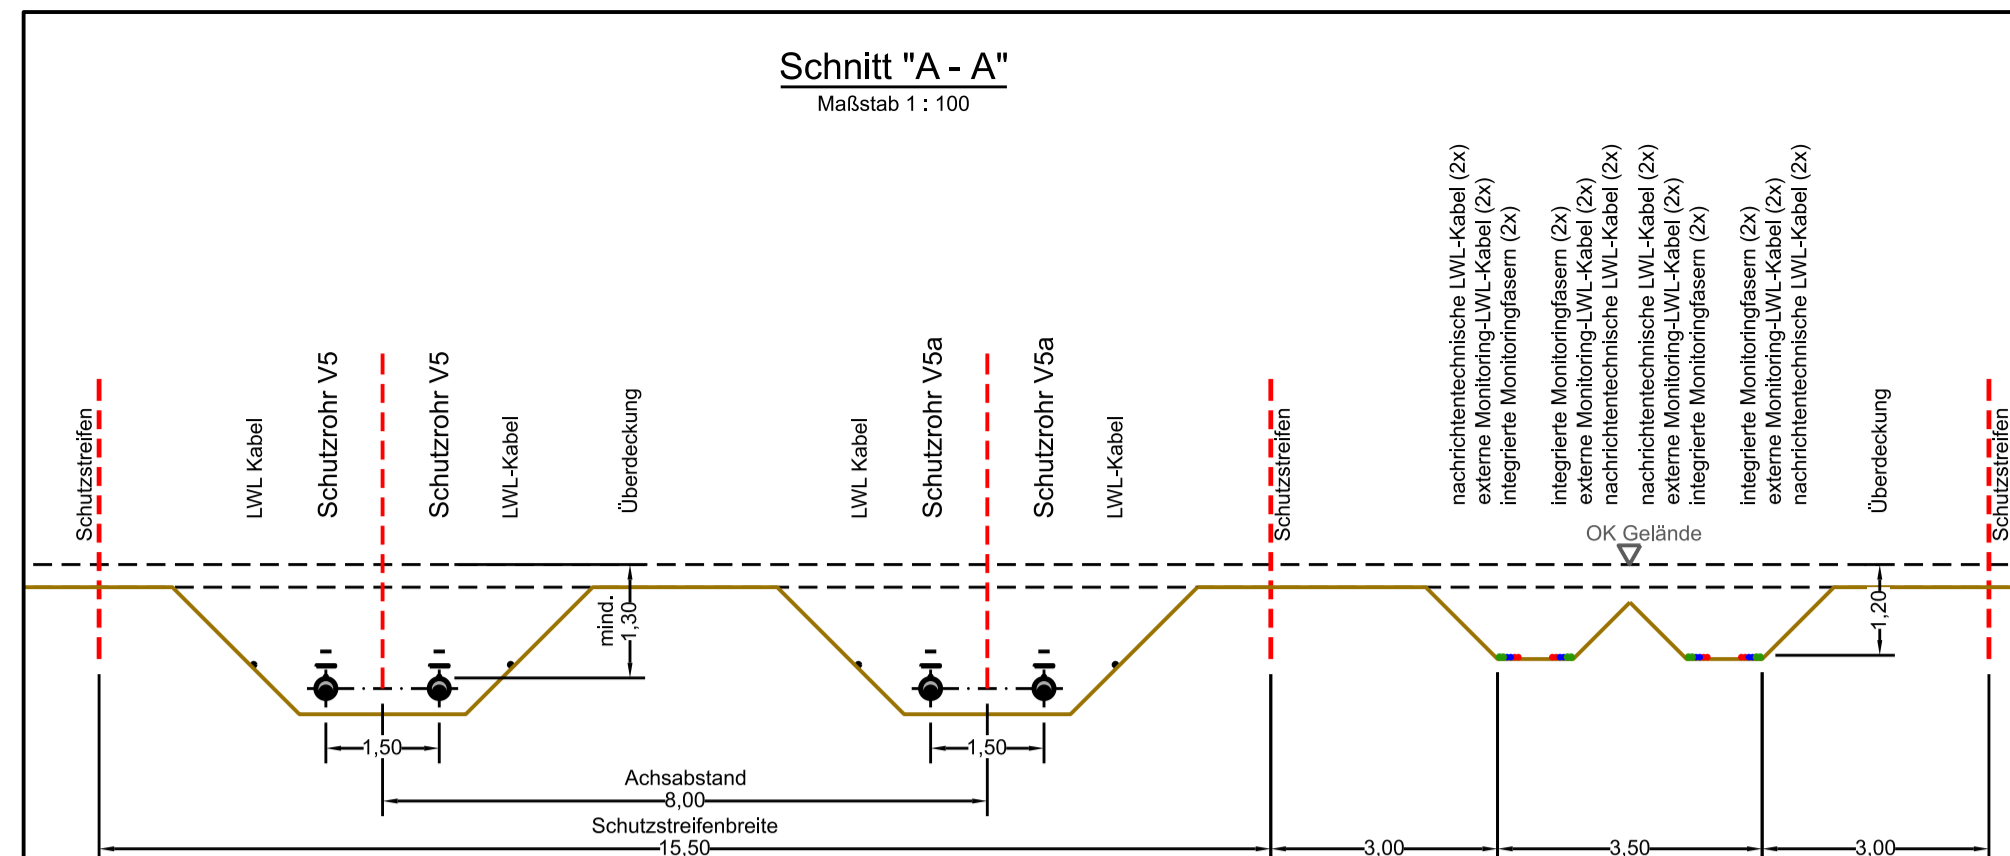 Schnitt "A - A"
Maßstab 1 : 100
Schutzstreifen
LWL Kabel
Schutzrohr V5
Schutzrohr V5
LWL-Kabel
Überdeckung
LWL Kabel
Schutzrohr V5a
Schutzrohr V5a
LWL-Kabel
Schutzstreifen
nachrichtentechnische LWL-Kabel (2x)
externe Monitoring-LWL-Kabel (2x)
integrierte Monitoringfasern (2x)
integrierte Monitoringfasern (2x)
externe Monitoring-LWL-Kabel (2x)
nachrichtentechnische LWL-Kabel (2x)
nachrichtentechnische LWL-Kabel (2x)
externe Monitoring-LWL-Kabel (2x)
integrierte Monitoringfasern (2x)
integrierte Monitoringfasern (2x)
externe Monitoring-LWL-Kabel (2x)
nachrichtentechnische LWL-Kabel (2x)
Überdeckung
Schutzstreifen
OK Gelände
mind.
1,30
1,20
1,50
1,50
Achsabstand
8,00
Schutzstreifenbreite
15,50
3,00
3,50
3,00